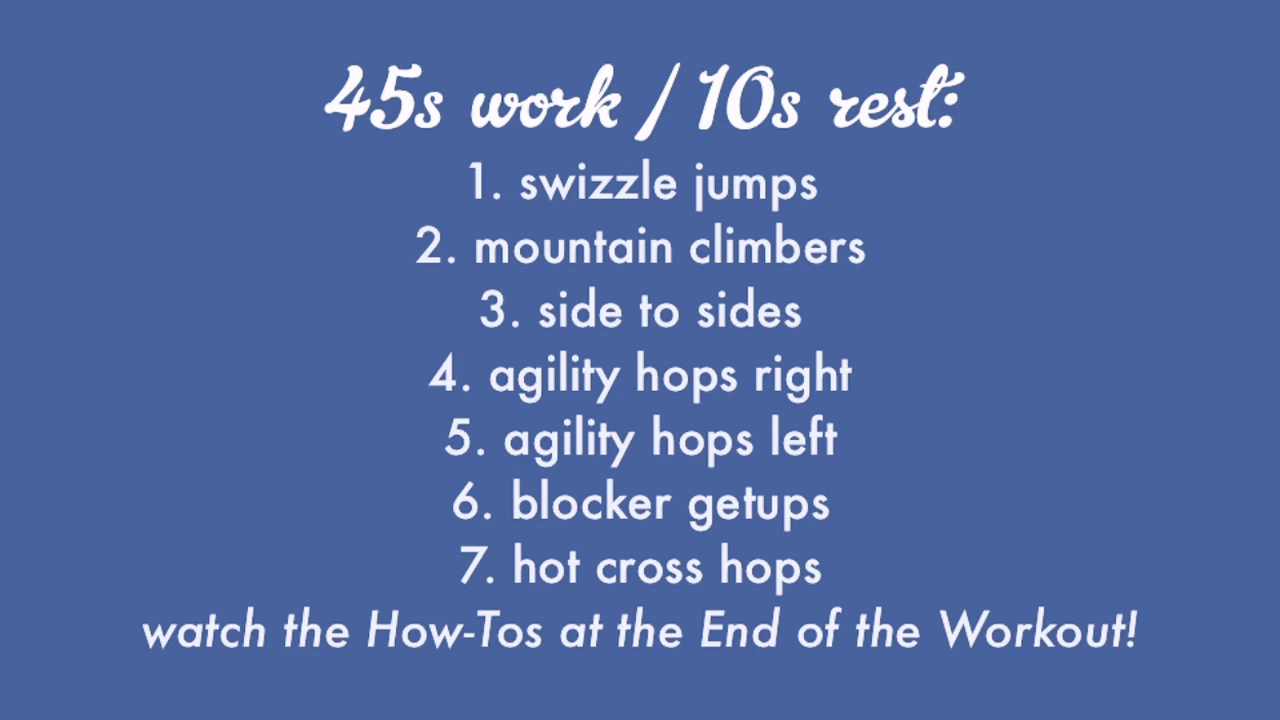 45s work / 10s rest:
1. swizzle jumps
2. mountain climbers
3. side to sides
4. agility hops right
5. agility hops left
6. blocker getups
7. hot cross hops
watch the How-Tos at the End of the Workout!